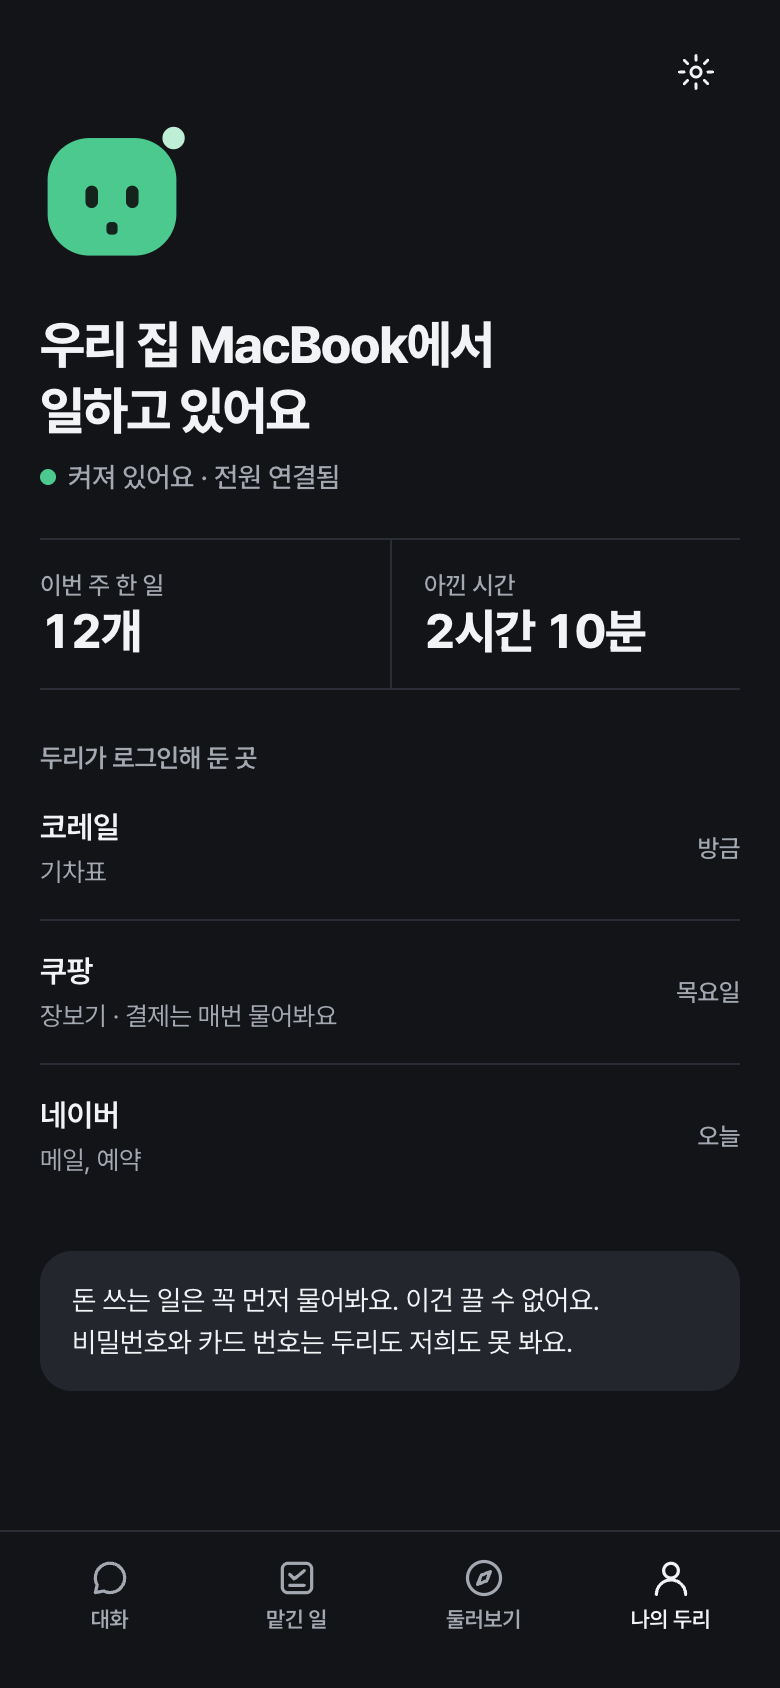 우리 집 MacBook에서
일하고 있어요
켜져 있어요 · 전원 연결됨
이번 주 한 일
12개
아낀 시간
2시간 10분
두리가 로그인해 둔 곳
코레일
기차표
방금
쿠팡
장보기 · 결제는 매번 물어봐요
목요일
네이버
메일, 예약
오늘
돈 쓰는 일은 꼭 먼저 물어봐요. 이건 끌 수 없어요.
비밀번호와 카드 번호는 두리도 저희도 못 봐요.
대화
맡긴 일
둘러보기
나의 두리